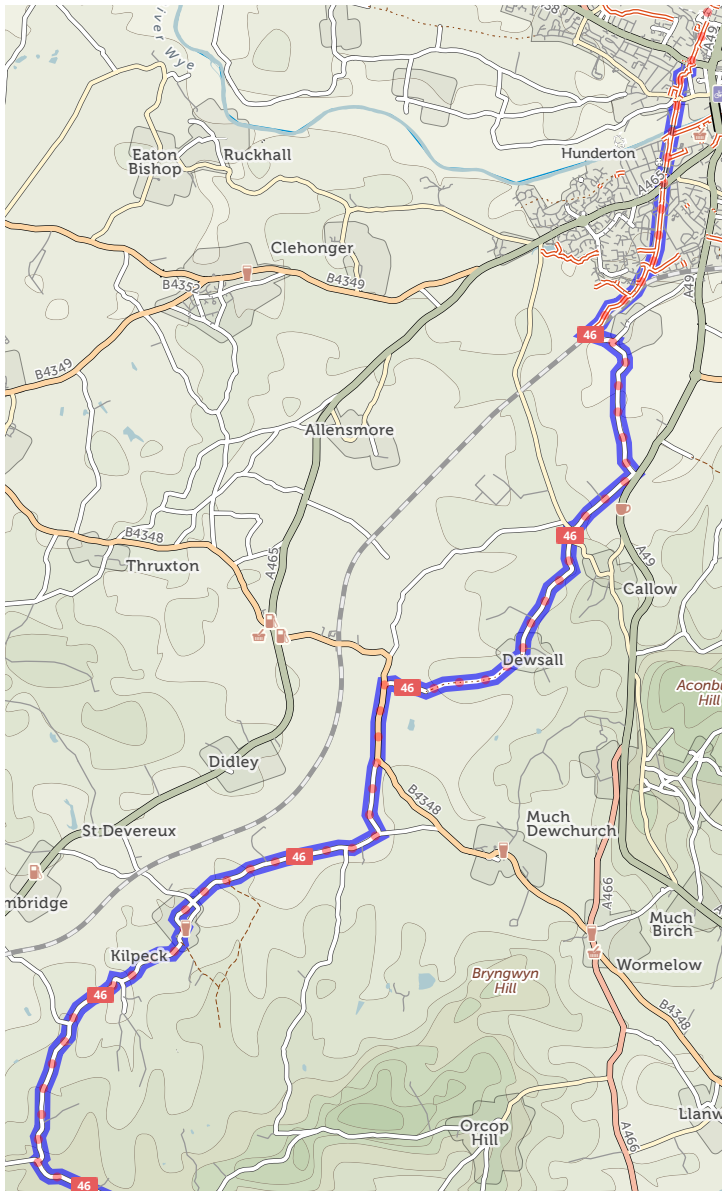 A49
River Wye
Hunderton
Eaton
Bishop
Ruckhall
A465
Clehonger
B4352
B4349
A49
46
B4349
Allensmore
B4348
46
A465
Thruxton
A49
Callow
Dewsall
46
Hill
Didley
B4348
Much
Dewchurch
St Devereux
46
A466
mbridge
Much
Birch
Kilpeck
Wormelow
Bryngwyn
Hill
46
B4348
Llanw
Orcop
Hill
A466
46